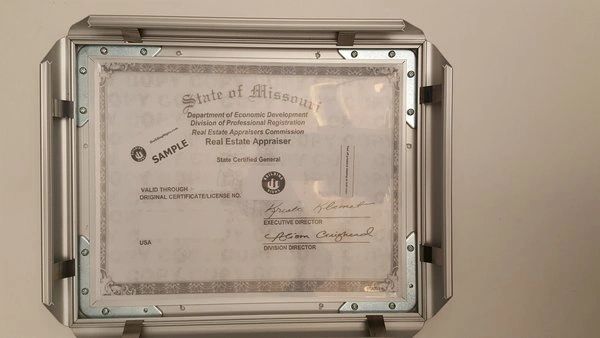 State of Missouri
Department of Economic Development
Division of Professional Registration
Real Estate Appraisers Commission
Real Estate Appraiser
SAMPLE
State Certified General
VALID THROUGH
ORIGINAL CERTIFICATE/LICENSE NO.
EXECUTIVE DIRECTOR
USA
DIVISION DIRECTOR